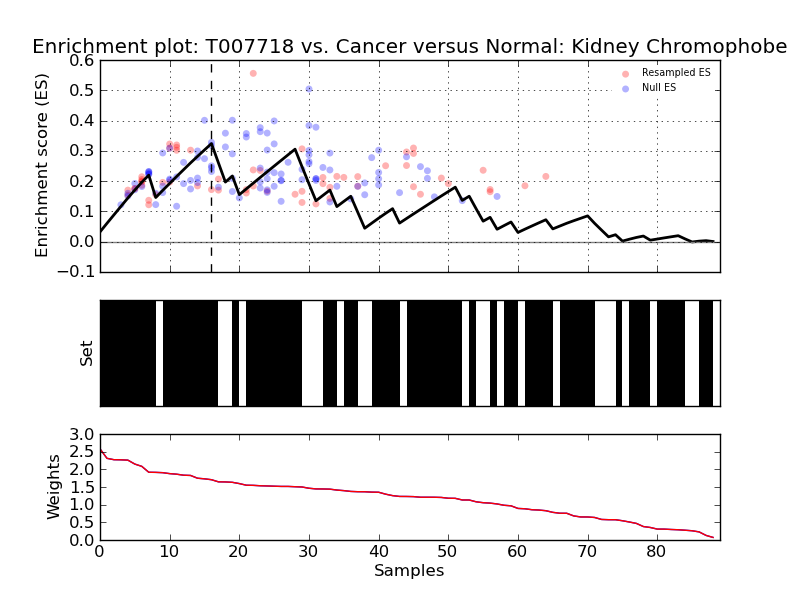 Enrichment plot: T007718 vs. Cancer versus Normal: Kidney Chromophobe
Enrichment score (ES)
0.6
0.5
0.4
0.3
0.2
0.1
0.0
−0.1
Resampled ES
Null ES
Set
Weights
3.0
2.5
2.0
1.5
1.0
0.5
0.0
0 10 20 30 40 50 60 70 80
Samples